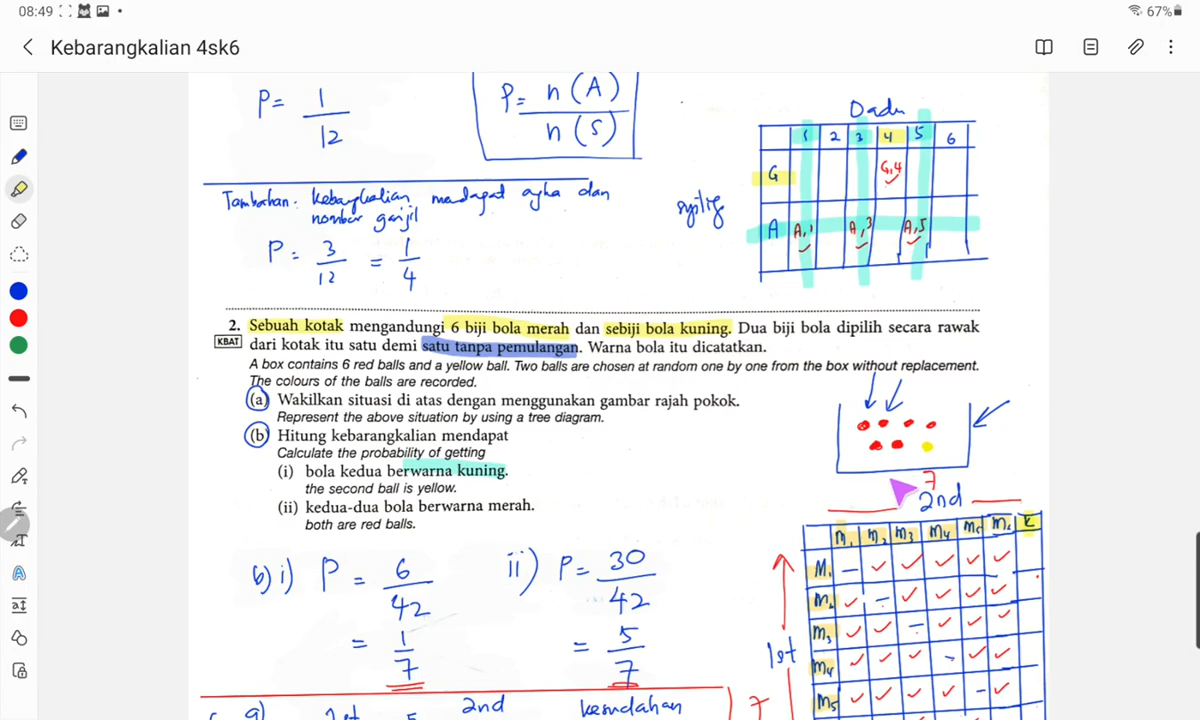 08:49
67%
Kebarangkalian 4sk6
P = 1/12
P = n(A)/n(S)
Dadu
1 2 3 4 5 6
G G,4
A A,1 A,3 A,5
Tambahan: kebarangkalian mendapat angka dan
nombor ganjil
P = 3/12 = 1/4
2. Sebuah kotak mengandungi 6 biji bola merah dan sebiji bola kuning. Dua biji bola dipilih secara rawak
KBAT dari kotak itu satu demi satu tanpa pemulangan. Warna bola itu dicatatkan.
A box contains 6 red balls and a yellow ball. Two balls are chosen at random one by one from the box without replacement.
The colours of the balls are recorded.
(a) Wakilkan situasi di atas dengan menggunakan gambar rajah pokok.
Represent the above situation by using a tree diagram.
(b) Hitung kebarangkalian mendapat
Calculate the probability of getting
(i) bola kedua berwarna kuning.
the second ball is yellow.
(ii) kedua-dua bola berwarna merah.
both are red balls.
7
2nd
M1 M2 M3 M4 M5 M6 K
M1
M2
M3
M4
M5
1st
7
b) i) P = 6/42
= 1/7
ii) P = 30/42
= 5/7
a) 1st 2nd kesudahan